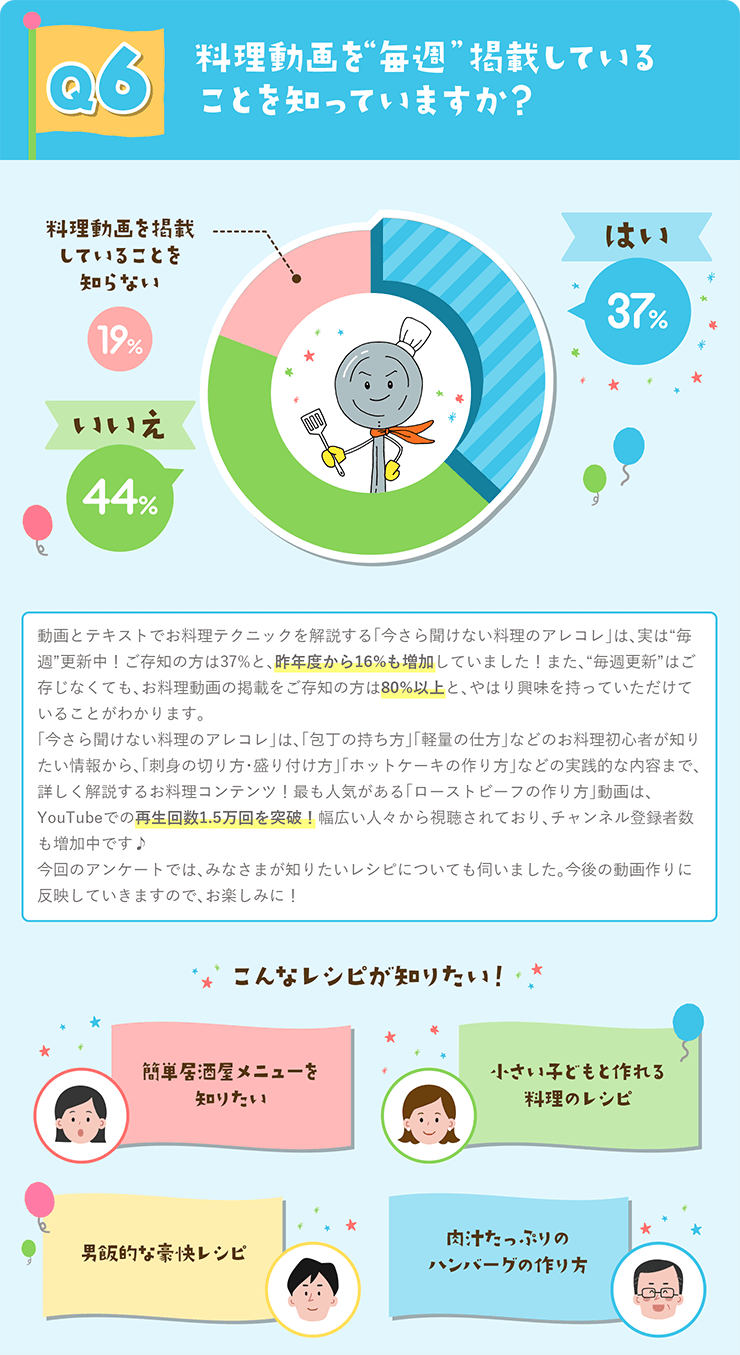 Q6
料理動画を“毎週”掲載している
ことを知っていますか？
料理動画を掲載
していることを
知らない
19%
はい
37%
いいえ
44%
動画とテキストでお料理テクニックを解説する｢今さら聞けない料理のアレコレ｣は、実は“毎
週”更新中！ご存知の方は37%と、昨年度から16%も増加していました！また、“毎週更新”はご
存じなくても、お料理動画の掲載をご存知の方は80%以上と、やはり興味を持っていただけて
いることがわかります。
｢今さら聞けない料理のアレコレ｣は、｢包丁の持ち方｣｢軽量の仕方｣などのお料理初心者が知り
たい情報から、｢刺身の切り方･盛り付け方｣｢ホットケーキの作り方｣などの実践的な内容まで、
詳しく解説するお料理コンテンツ！最も人気がある｢ローストビーフの作り方｣動画は、
YouTubeでの再生回数1.5万回を突破！幅広い人々から視聴されており、チャンネル登録者数
も増加中です♪
今回のアンケートでは、みなさまが知りたいレシピについても伺いました。今後の動画作りに
反映していきますので、お楽しみに！
こんなレシピが知りたい！
簡単居酒屋メニューを
知りたい
小さい子どもと作れる
料理のレシピ
男飯的な豪快レシピ
肉汁たっぷりの
ハンバーグの作り方